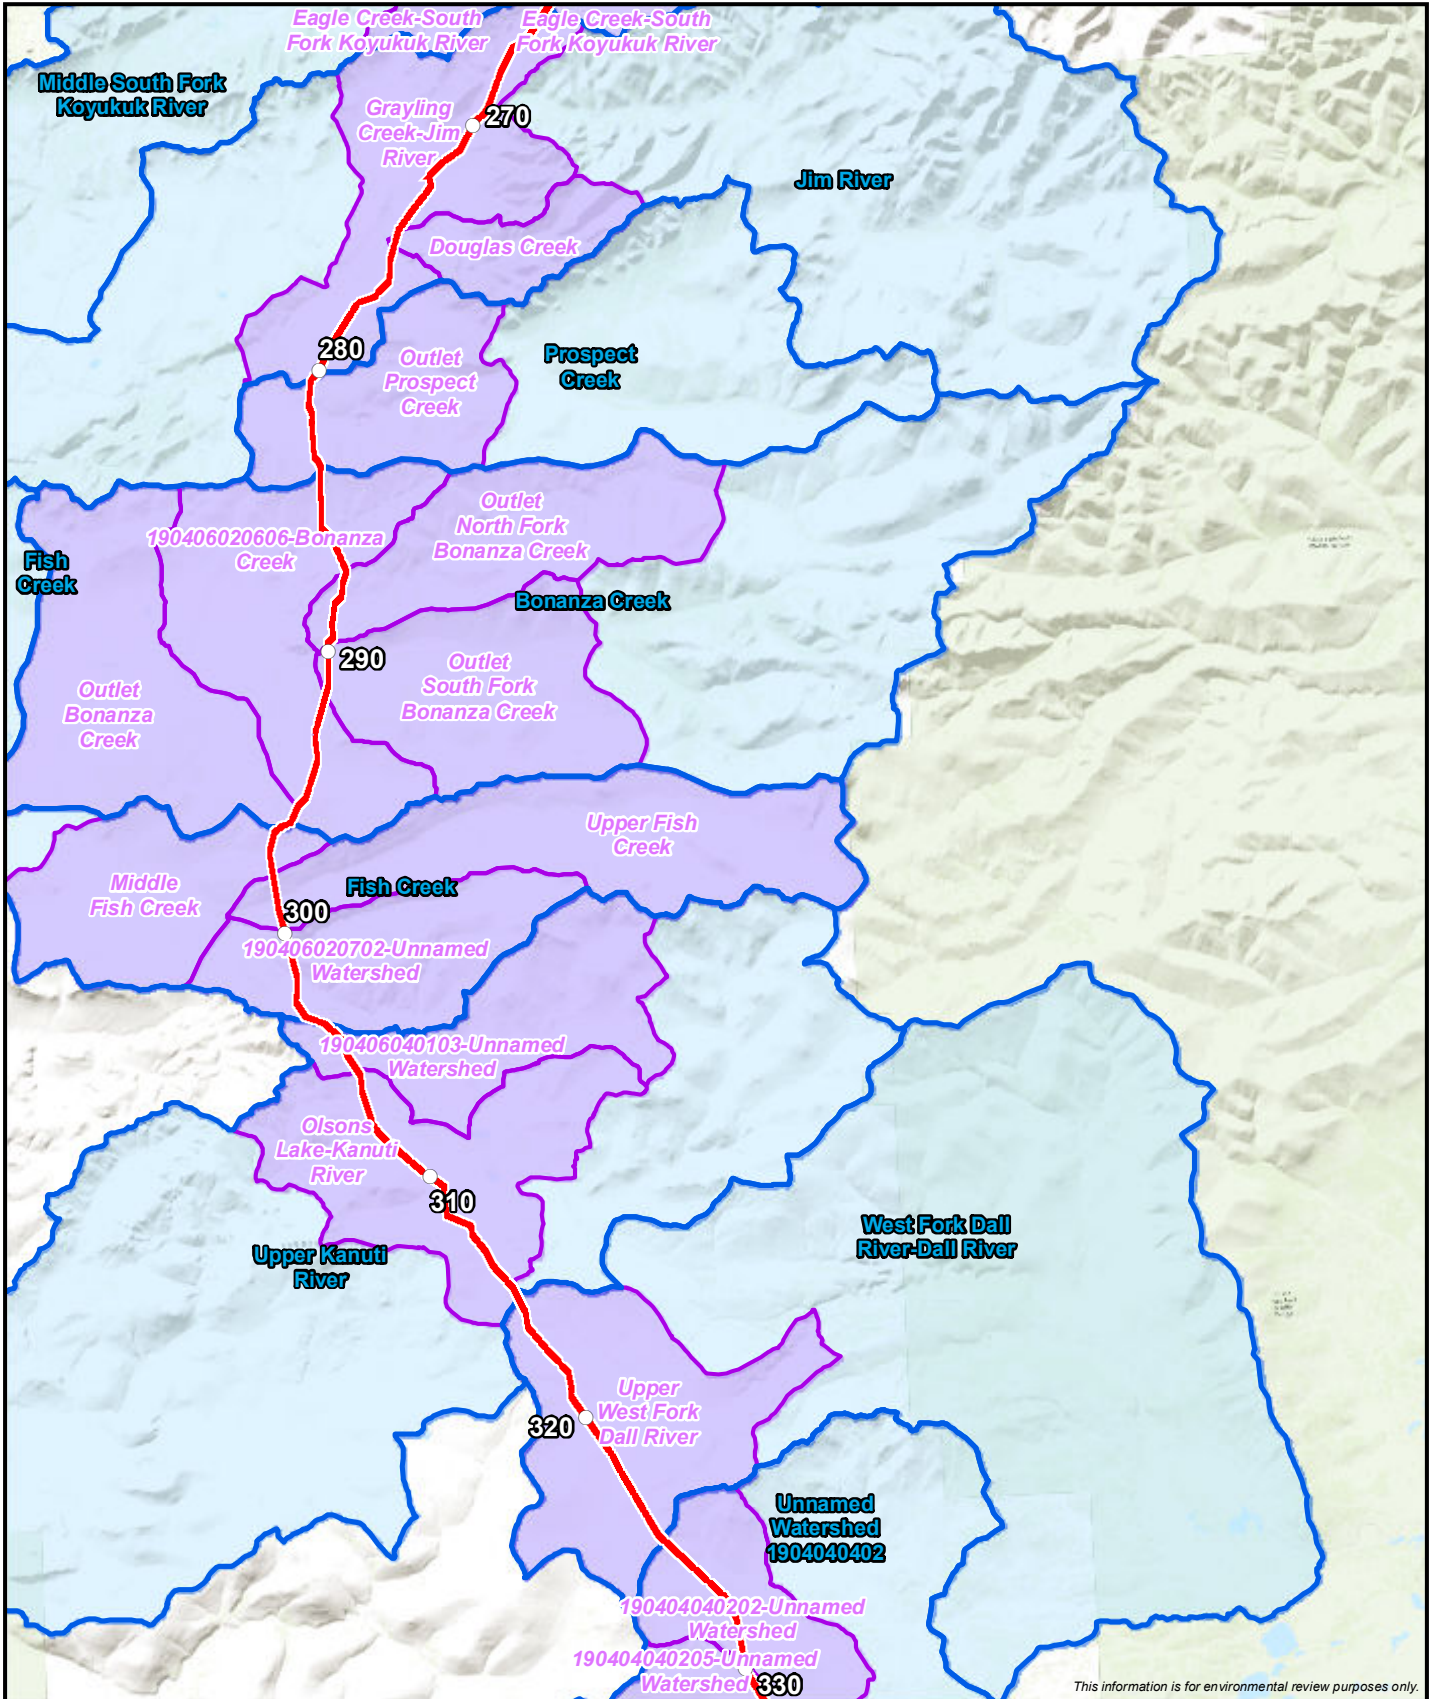 Eagle Creek-South
Fork Koyukuk River
Eagle Creek-South
Fork Koyukuk River
Middle South Fork
Koyukuk River
Grayling
Creek-Jim
River
270
Jim River
Douglas Creek
280
Outlet
Prospect
Creek
Prospect
Creek
Outlet
North Fork
Bonanza Creek
190406020606-Bonanza
Creek
Fish
Creek
Bonanza Creek
290
Outlet
South Fork
Bonanza Creek
Outlet
Bonanza
Creek
Upper Fish
Creek
Middle
Fish Creek
Fish Creek
300
190406020702-Unnamed
Watershed
190406040103-Unnamed
Watershed
Olsons
Lake-Kanuti
River
310
West Fork Dall
River-Dall River
Upper Kanuti
River
Upper
West Fork
Dall River
320
Unnamed
Watershed
1904040402
190404040202-Unnamed
Watershed
190404040205-Unnamed
Watershed
330
This information is for environmental review purposes only.